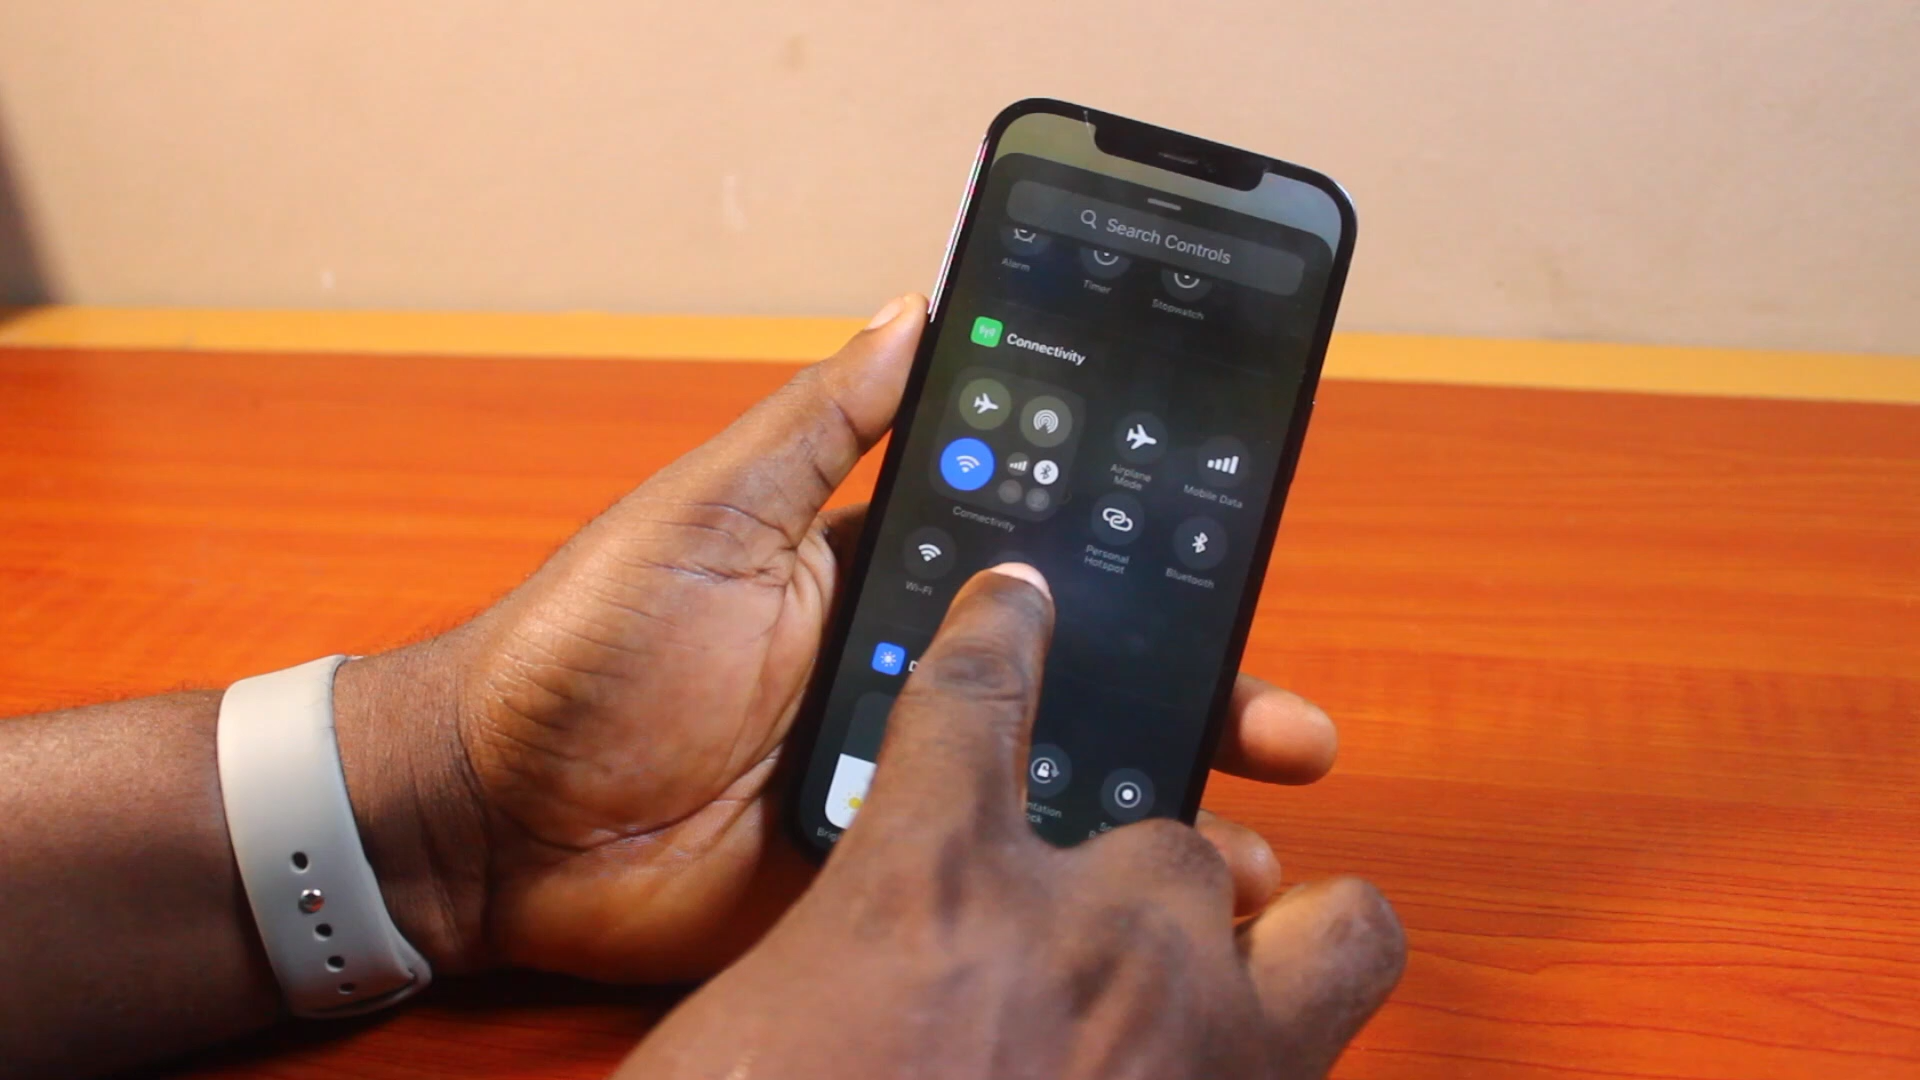 Search Controls
Alarm
Timer
Stopwatch
Connectivity
Airplane
Mode
Mobile Data
Connectivity
Personal
Hotspot
Bluetooth
Wi-Fi